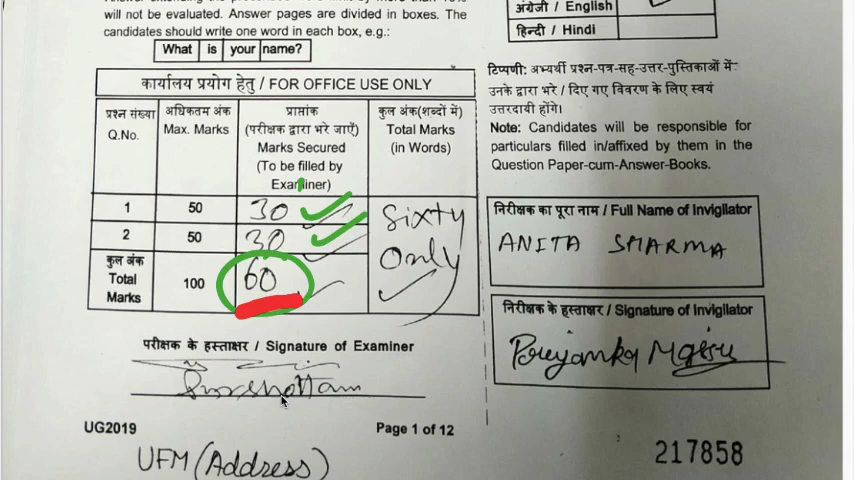 will not be evaluated. Answer pages are divided in boxes. The
candidates should write one word in each box, e.g.:
What is your name?
कार्यालय प्रयोग हेतु / FOR OFFICE USE ONLY
प्रश्न संख्या
Q.No.
अधिकतम अंक
Max. Marks
प्राप्तांक
(परीक्षक द्वारा भरे जाएँ)
Marks Secured
(To be filled by
Examiner)
कुल अंक(शब्दों में)
Total Marks
(in Words)
1 50 30
2 50 30
कुल अंक
Total
Marks
100 60
Sixty
Only
परीक्षक के हस्ताक्षर / Signature of Examiner
Purshottam
UG2019 Page 1 of 12
UFM (Address)
अंग्रेजी / English
हिन्दी / Hindi
टिप्पणी: अभ्यर्थी प्रश्न-पत्र-सह-उत्तर-पुस्तिकाओं में
उनके द्वारा भरे / दिए गए विवरण के लिए स्वयं
उत्तरदायी होंगे।
Note: Candidates will be responsible for
particulars filled in/affixed by them in the
Question Paper-cum-Answer-Books.
निरीक्षक का पूरा नाम / Full Name of Invigilator
ANITA SHARMA
निरीक्षक के हस्ताक्षर / Signature of Invigilator
Priyanka
217858